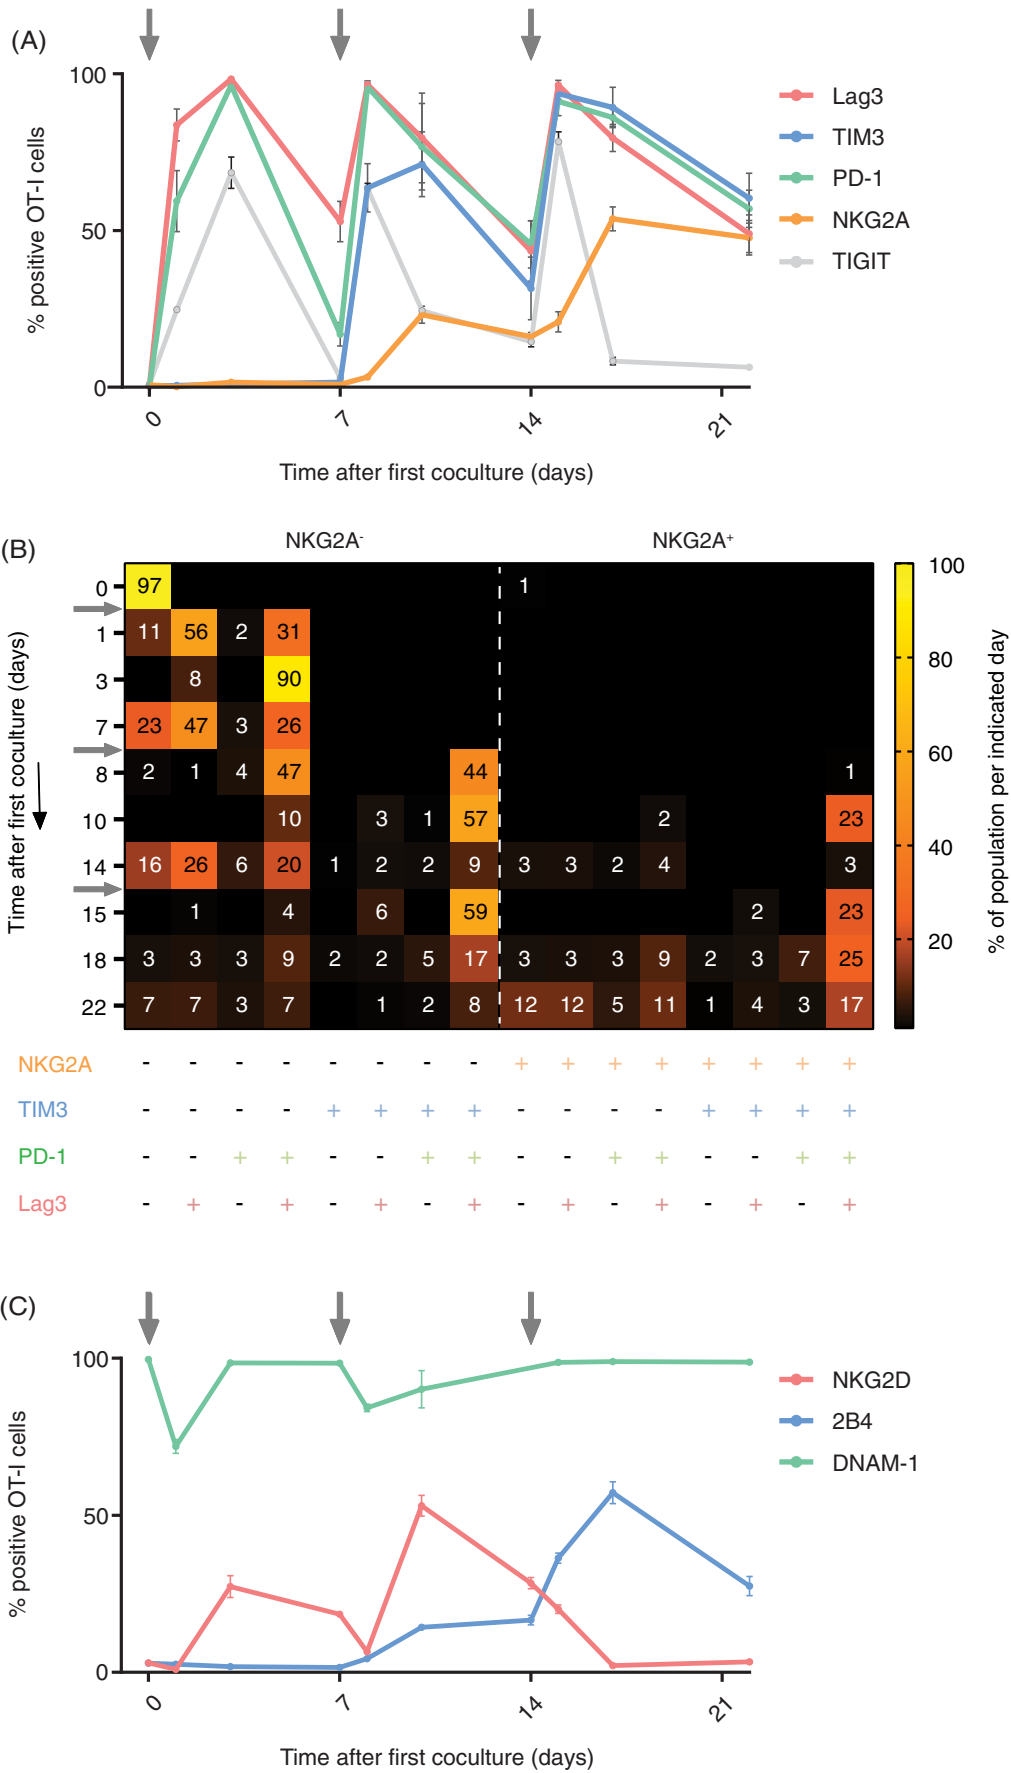 (A)
100
50
0
% positive OT-I cells
0 7 14 21
Time after first coculture (days)
Lag3
TIM3
PD-1
NKG2A
TIGIT
(B)
NKG2A-
NKG2A+
Time after first coculture (days)
0 97 1
1 11 56 2 31
3 8 90
7 23 47 3 26
8 2 1 4 47 44 1
10 10 3 1 57 2 23
14 16 26 6 20 1 2 2 9 3 3 2 4 3
15 1 4 6 59 2 23
18 3 3 3 9 2 2 5 17 3 3 3 9 2 3 7 25
22 7 7 3 7 1 2 8 12 12 5 11 1 4 3 17
NKG2A - - - - - - - - + + + + + + + +
TIM3 - - - - + + + + - - - - + + + +
PD-1 - - + + - - + + - - + + - - + +
Lag3 - + - + - + - + - + - + - + - +
100
80
60
40
20
% of population per indicated day
(C)
100
50
0
% positive OT-I cells
0 7 14 21
Time after first coculture (days)
NKG2D
2B4
DNAM-1